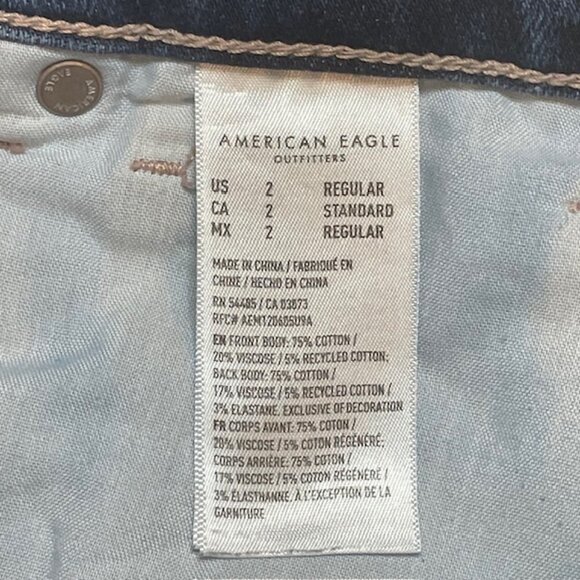 AMERICAN EAGLE
AMERICAN EAGLE
OUTFITTERS
US 2 REGULAR
CA 2 STANDARD
MX 2 REGULAR
MADE IN CHINA / FABRIQUÉ EN
CHINE / HECHO EN CHINA
RN 54485 / CA 03873
RFC# AEM120605U9A
EN FRONT BODY: 75% COTTON /
20% VISCOSE / 5% RECYCLED COTTON;
BACK BODY: 75% COTTON /
17% VISCOSE / 5% RECYCLED COTTON /
3% ELASTANE. EXCLUSIVE OF DECORATION
FR CORPS AVANT: 75% COTON /
20% VISCOSE / 5% COTON RÉGÉNÉRÉ;
CORPS ARRIÈRE: 75% COTON /
17% VISCOSE / 5% COTON RÉGÉNÉRÉ /
3% ÉLASTHANNE. À L'EXCEPTION DE LA
GARNITURE